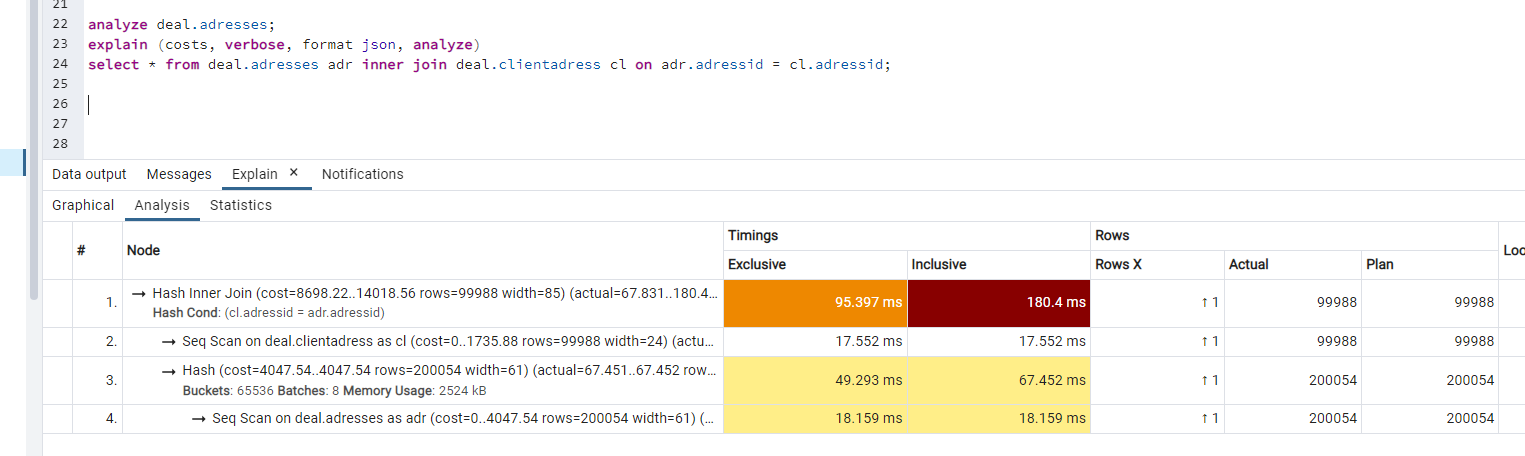 21
22 analyze deal.adresses;
23 explain (costs, verbose, format json, analyze)
24 select * from deal.adresses adr inner join deal.clientadress cl on adr.adressid = cl.adressid;
25
26
27
28
Data output Messages Explain × Notifications
Graphical Analysis Statistics
# Node Timings Rows Loo
Exclusive Inclusive Rows X Actual Plan
1. → Hash Inner Join (cost=8698.22..14018.56 rows=99988 width=85) (actual=67.831..180.4... 95.397 ms 180.4 ms ↑ 1 99988 99988
Hash Cond: (cl.adressid = adr.adressid)
2. → Seq Scan on deal.clientadress as cl (cost=0..1735.88 rows=99988 width=24) (actu... 17.552 ms 17.552 ms ↑ 1 99988 99988
3. → Hash (cost=4047.54..4047.54 rows=200054 width=61) (actual=67.451..67.452 row... 49.293 ms 67.452 ms ↑ 1 200054 200054
Buckets: 65536 Batches: 8 Memory Usage: 2524 kB
4. → Seq Scan on deal.adresses as adr (cost=0..4047.54 rows=200054 width=61) (... 18.159 ms 18.159 ms ↑ 1 200054 200054